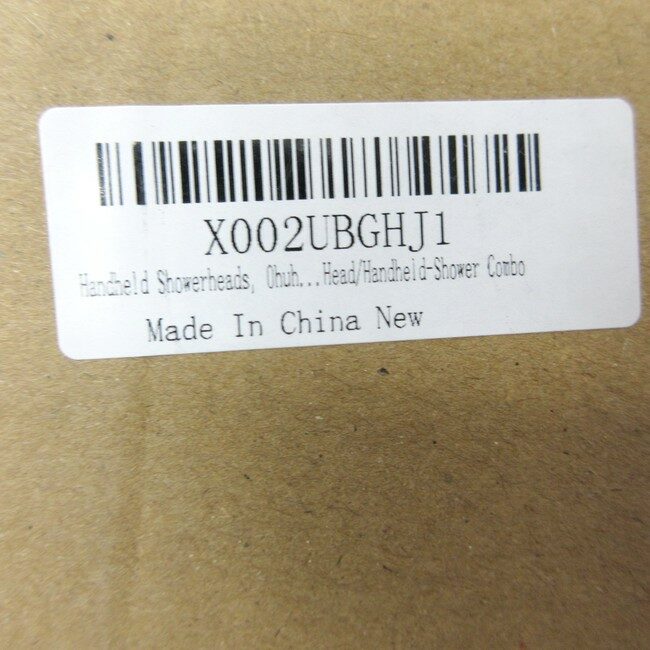 X002UBGHJ1
Handheld Showerheads, Ohuh...Head/Handheld-Shower Combo
Made In China New